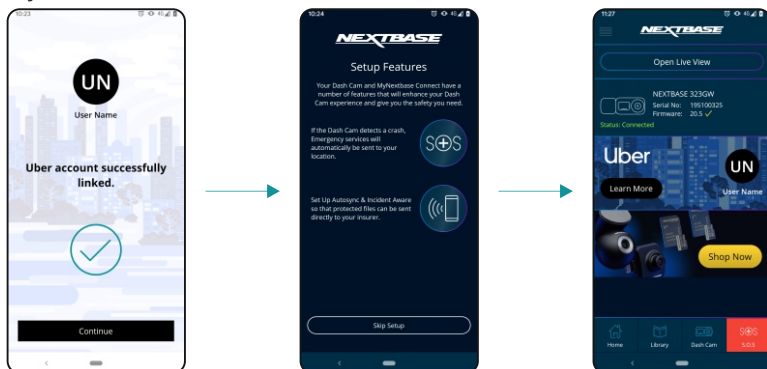 10:23
4G
UN
User Name
Uber account successfully
linked.
Continue
10:24
4G
NEXTBASE
Setup Features
Your Dash Cam and MyNextbase Connect have a
number of features that will enhance your Dash
Cam experience and give you the safety you need.
If the Dash Cam detects a crash,
Emergency services will
automatically be sent to your
location.
SOS
Set Up Autosync & Incident Aware
so that protected files can be sent
directly to your insurer.
Skip Setup
11:27
4G
NEXTBASE
Open Live View
NEXTBASE 323GW
Serial No: 195100325
Firmware: 20.5 ✓
Status: Connected
Uber
UN
Learn More
User Name
Shop Now
SOS
Home Library Dash Cam S.O.S